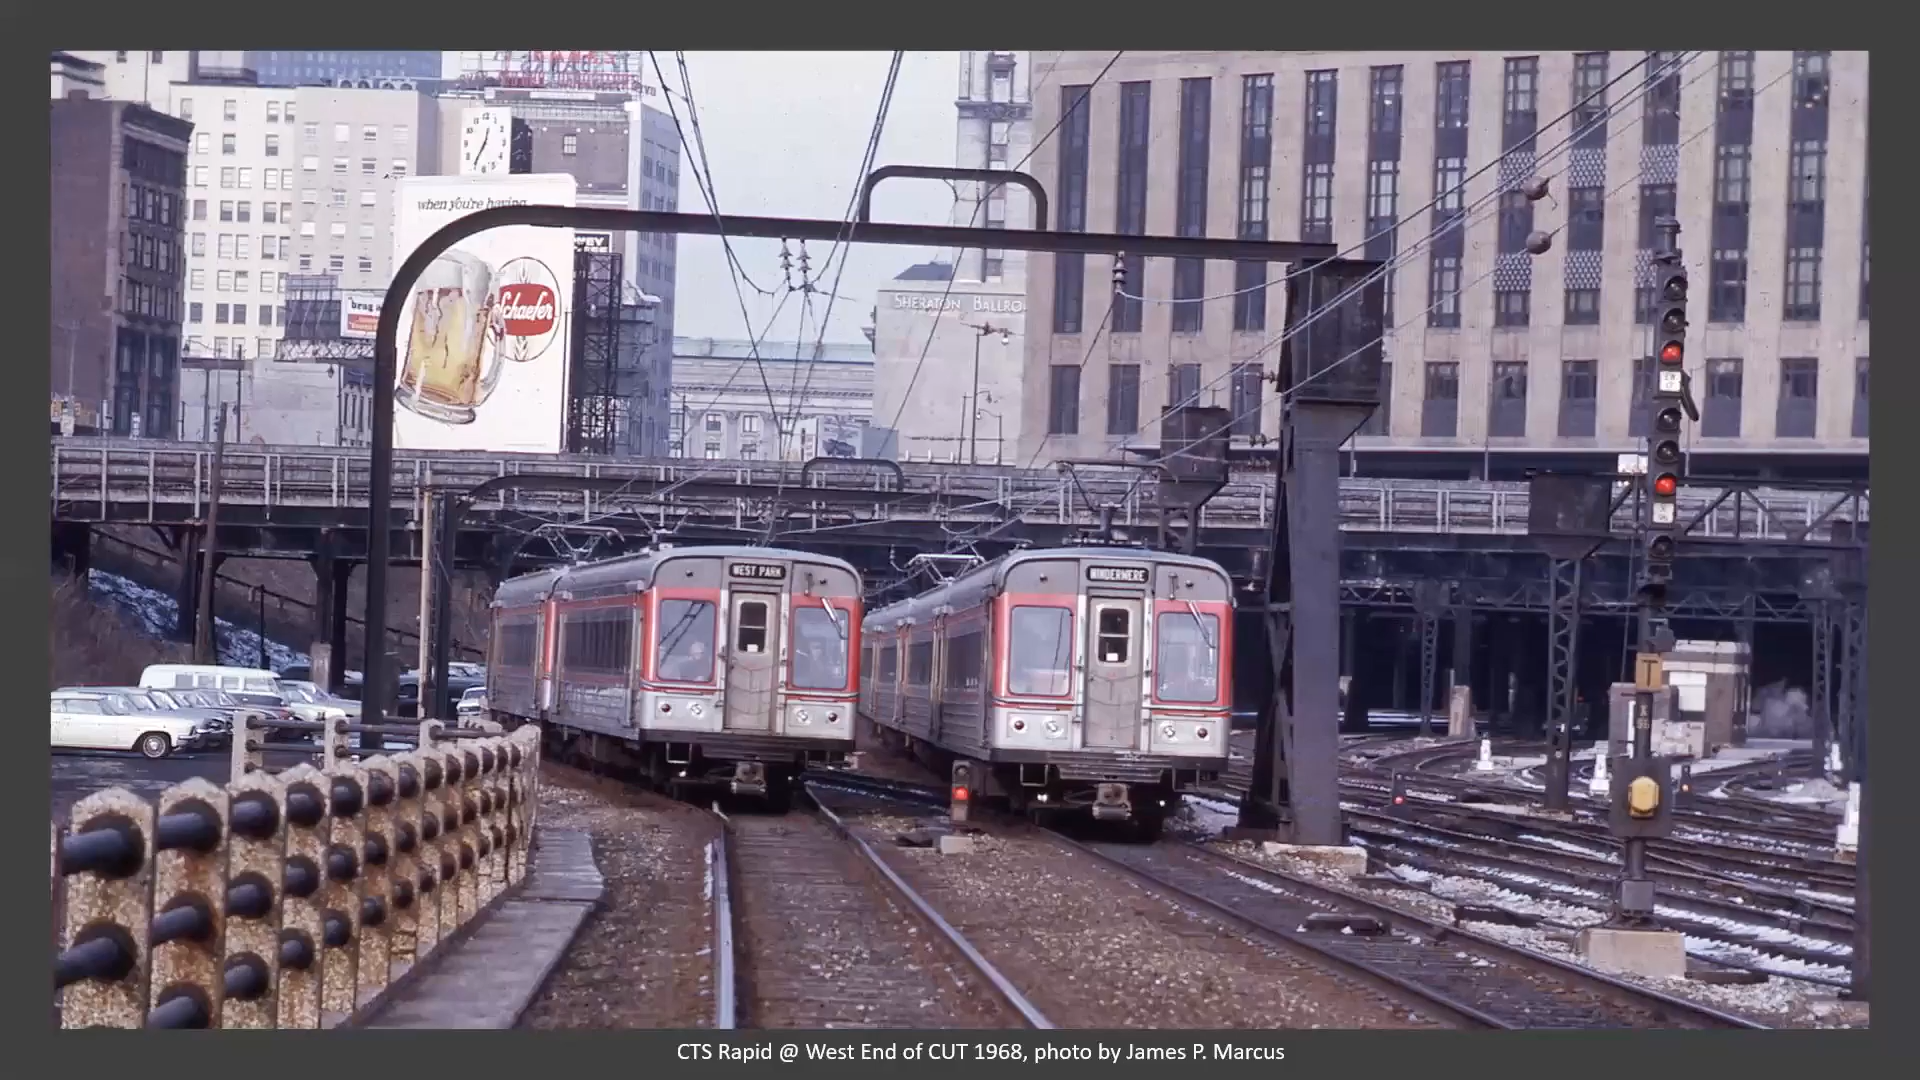 when you're having
Schaefer
SHERATON BALLRO
WEST PARK
WINDERMERE
T
CTS Rapid @ West End of CUT 1968, photo by James P. Marcus